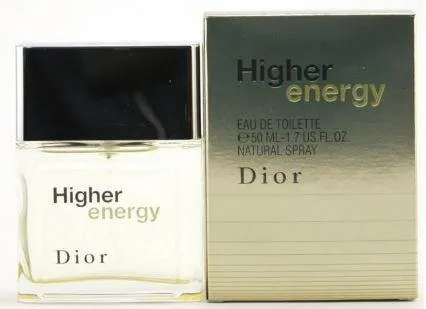 Higher
energy
Dior
Higher
energy
EAU DE TOILETTE
℮50 ML-1.7 US FL.OZ.
NATURAL SPRAY
Dior